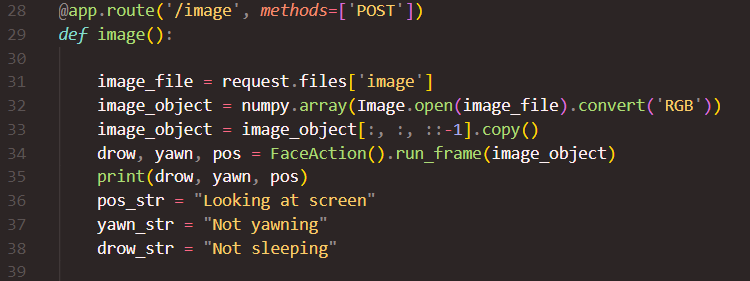 28 @app.route('/image', methods=['POST'])
29 def image():
30
31 image_file = request.files['image']
32 image_object = numpy.array(Image.open(image_file).convert('RGB'))
33 image_object = image_object[:, :, ::-1].copy()
34 drow, yawn, pos = FaceAction().run_frame(image_object)
35 print(drow, yawn, pos)
36 pos_str = "Looking at screen"
37 yawn_str = "Not yawning"
38 drow_str = "Not sleeping"
39